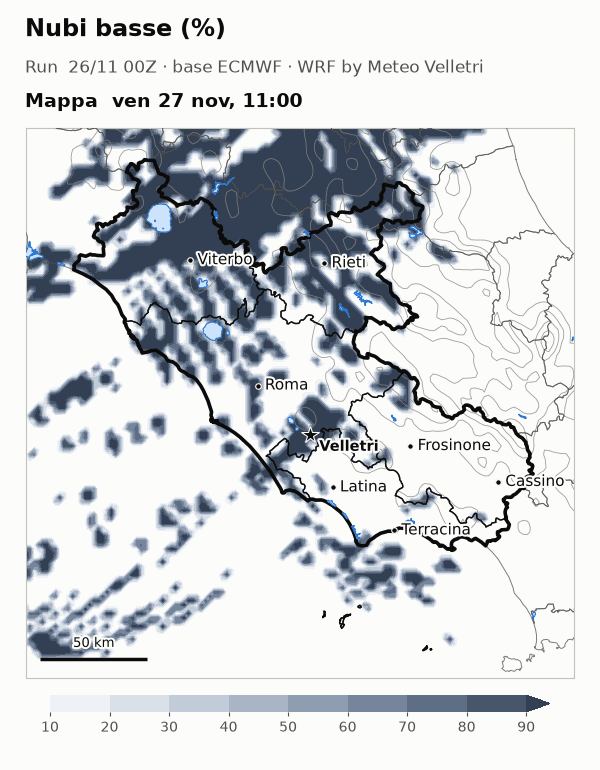 Nubi basse (%)
Run 26/11 00Z · base ECMWF · WRF by Meteo Velletri
Mappa ven 27 nov, 11:00
Viterbo
Rieti
Roma
Velletri
Frosinone
Cassino
Latina
Terracina
50 km
10 20 30 40 50 60 70 80 90